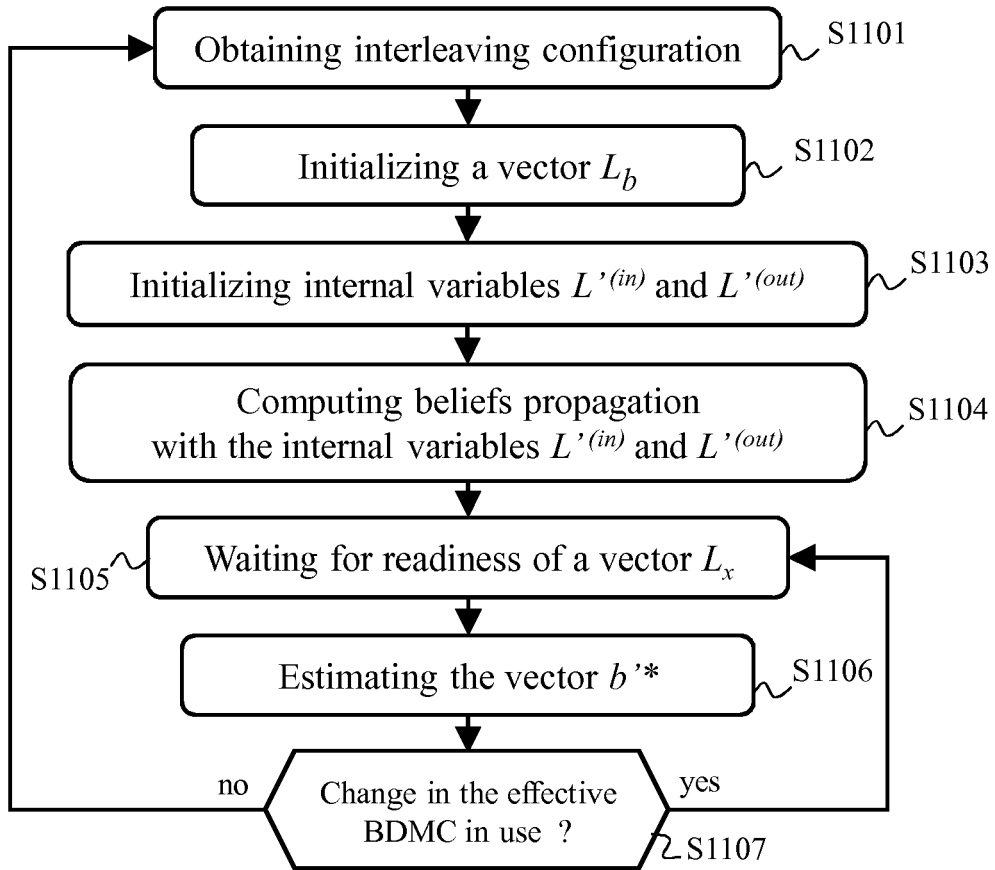 Obtaining interleaving configuration
S1101
Initializing a vector L_b
S1102
Initializing internal variables L'^(in) and L'^(out)
S1103
Computing beliefs propagation
with the internal variables L'^(in) and L'^(out)
S1104
Waiting for readiness of a vector L_x
S1105
Estimating the vector b'*
S1106
no
Change in the effective
BDMC in use ?
yes
S1107